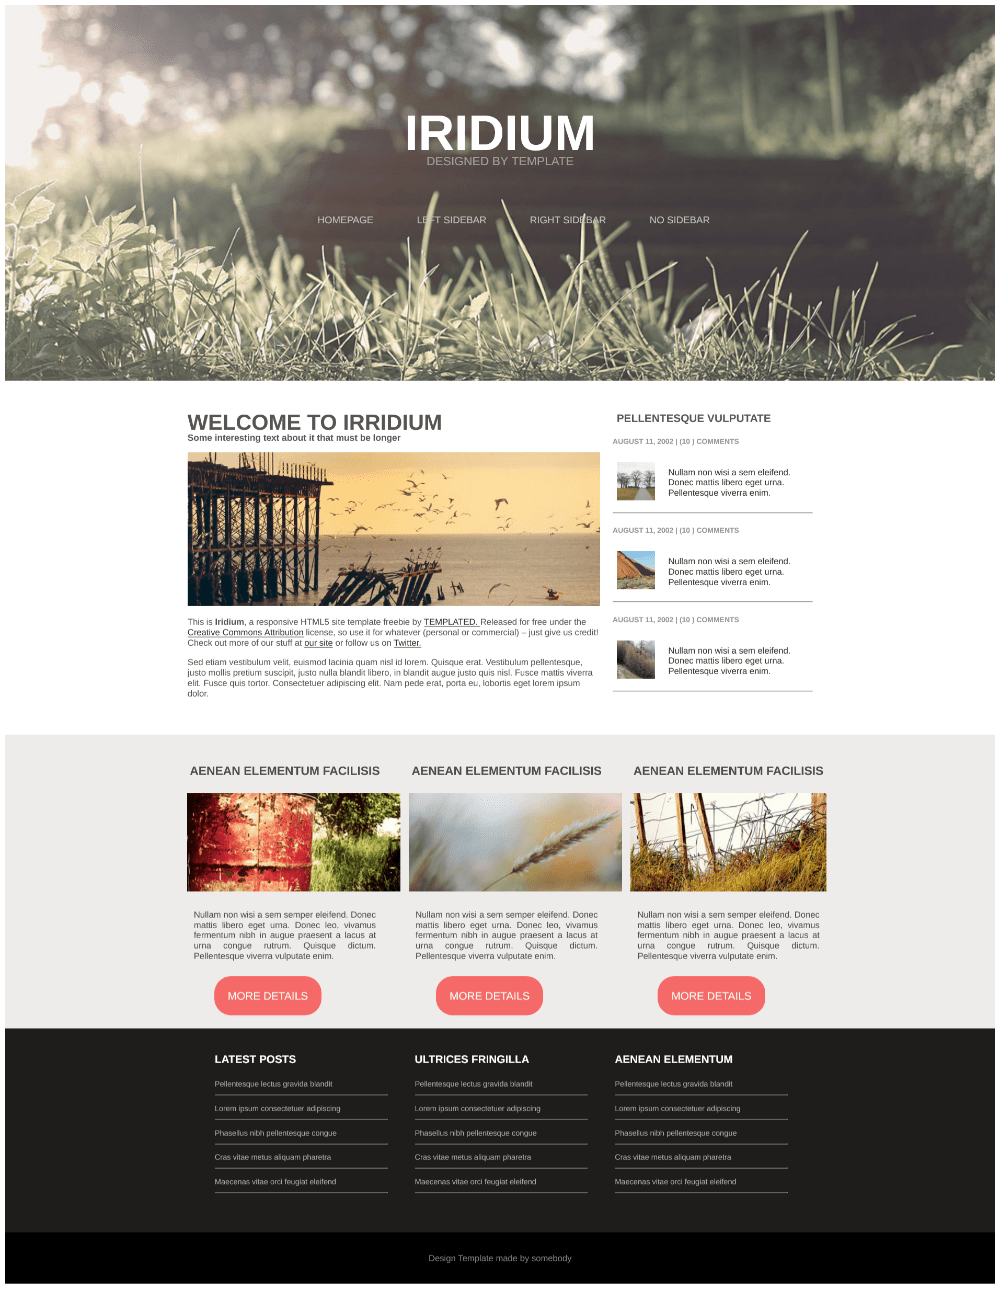 IRIDIUM
DESIGNED BY TEMPLATE
HOMEPAGE
LEFT SIDEBAR
RIGHT SIDEBAR
NO SIDEBAR
WELCOME TO IRRIDIUM
Some interesting text about it that must be longer
This is Iridium, a responsive HTML5 site template freebie by TEMPLATED. Released for free under the
Creative Commons Attribution license, so use it for whatever (personal or commercial) – just give us credit!
Check out more of our stuff at our site or follow us on Twitter.
Sed etiam vestibulum velit, euismod lacinia quam nisl id lorem. Quisque erat. Vestibulum pellentesque,
justo mollis pretium suscipit, justo nulla blandit libero, in blandit augue justo quis nisl. Fusce mattis viverra
elit. Fusce quis tortor. Consectetuer adipiscing elit. Nam pede erat, porta eu, lobortis eget lorem ipsum
dolor.
PELLENTESQUE VULPUTATE
AUGUST 11, 2002 | (10 ) COMMENTS
Nullam non wisi a sem eleifend.
Donec mattis libero eget urna.
Pellentesque viverra enim.
AUGUST 11, 2002 | (10 ) COMMENTS
Nullam non wisi a sem eleifend.
Donec mattis libero eget urna.
Pellentesque viverra enim.
AUGUST 11, 2002 | (10 ) COMMENTS
Nullam non wisi a sem eleifend.
Donec mattis libero eget urna.
Pellentesque viverra enim.
AENEAN ELEMENTUM FACILISIS
Nullam non wisi a sem semper eleifend. Donec
mattis libero eget urna. Donec leo, vivamus
fermentum nibh in augue praesent a lacus at
urna congue rutrum. Quisque dictum.
Pellentesque viverra vulputate enim.
MORE DETAILS
AENEAN ELEMENTUM FACILISIS
Nullam non wisi a sem semper eleifend. Donec
mattis libero eget urna. Donec leo, vivamus
fermentum nibh in augue praesent a lacus at
urna congue rutrum. Quisque dictum.
Pellentesque viverra vulputate enim.
MORE DETAILS
AENEAN ELEMENTUM FACILISIS
Nullam non wisi a sem semper eleifend. Donec
mattis libero eget urna. Donec leo, vivamus
fermentum nibh in augue praesent a lacus at
urna congue rutrum. Quisque dictum.
Pellentesque viverra vulputate enim.
MORE DETAILS
LATEST POSTS
Pellentesque lectus gravida blandit
Lorem ipsum consectetuer adipiscing
Phasellus nibh pellentesque congue
Cras vitae metus aliquam pharetra
Maecenas vitae orci feugiat eleifend
ULTRICES FRINGILLA
Pellentesque lectus gravida blandit
Lorem ipsum consectetuer adipiscing
Phasellus nibh pellentesque congue
Cras vitae metus aliquam pharetra
Maecenas vitae orci feugiat eleifend
AENEAN ELEMENTUM
Pellentesque lectus gravida blandit
Lorem ipsum consectetuer adipiscing
Phasellus nibh pellentesque congue
Cras vitae metus aliquam pharetra
Maecenas vitae orci feugiat eleifend
Design Template made by somebody